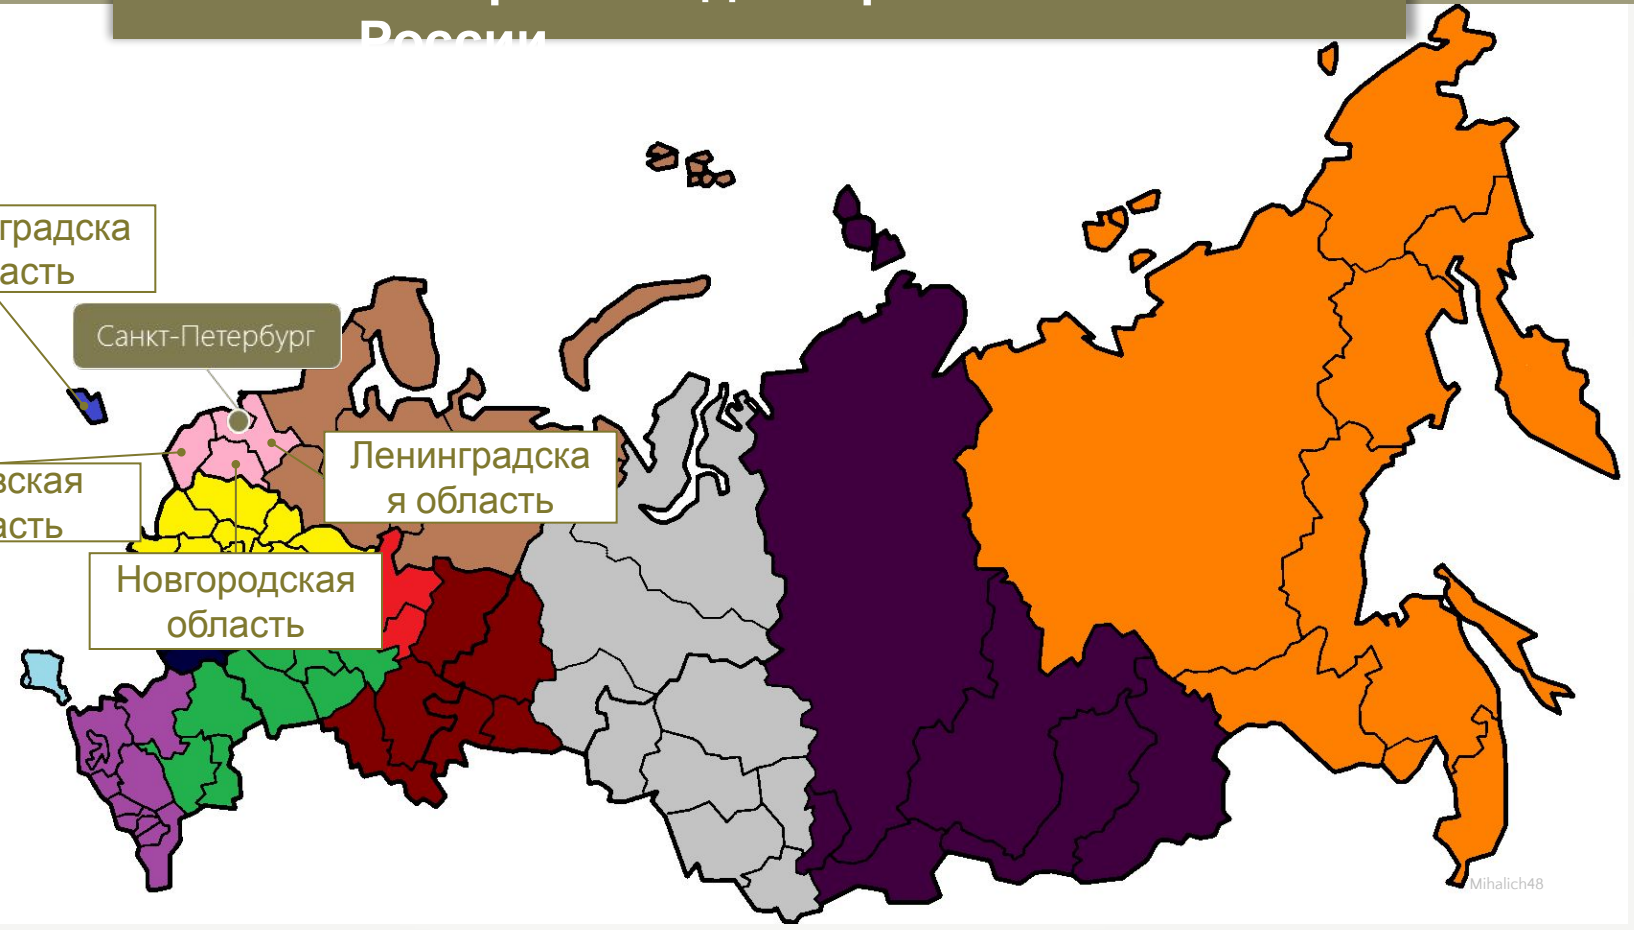 России
градска
асть
Санкт-Петербург
Ленинградска
я область
вская
асть
Новгородская
область
Mihalich48